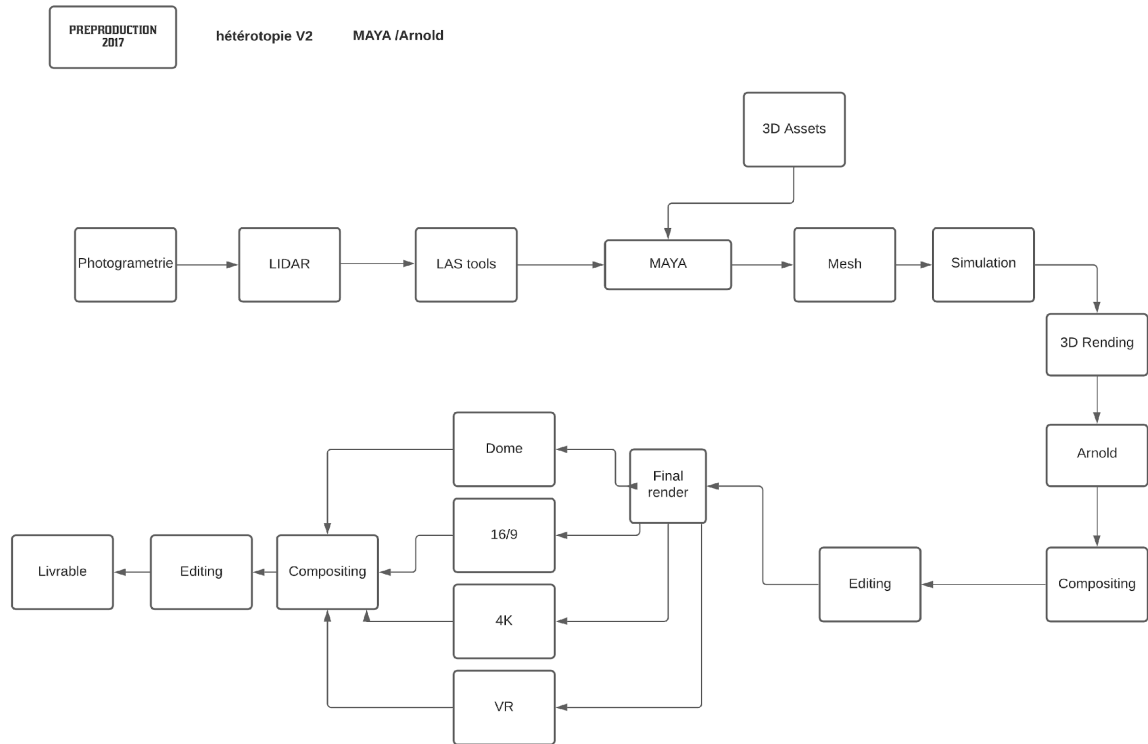 PREPRODUCTION
2017
hétérotopie V2 MAYA /Arnold
3D Assets
Photogrametrie
LIDAR
LAS tools
MAYA
Mesh
Simulation
3D Rending
Arnold
Compositing
Editing
Final
render
Dome
16/9
4K
VR
Compositing
Editing
Livrable